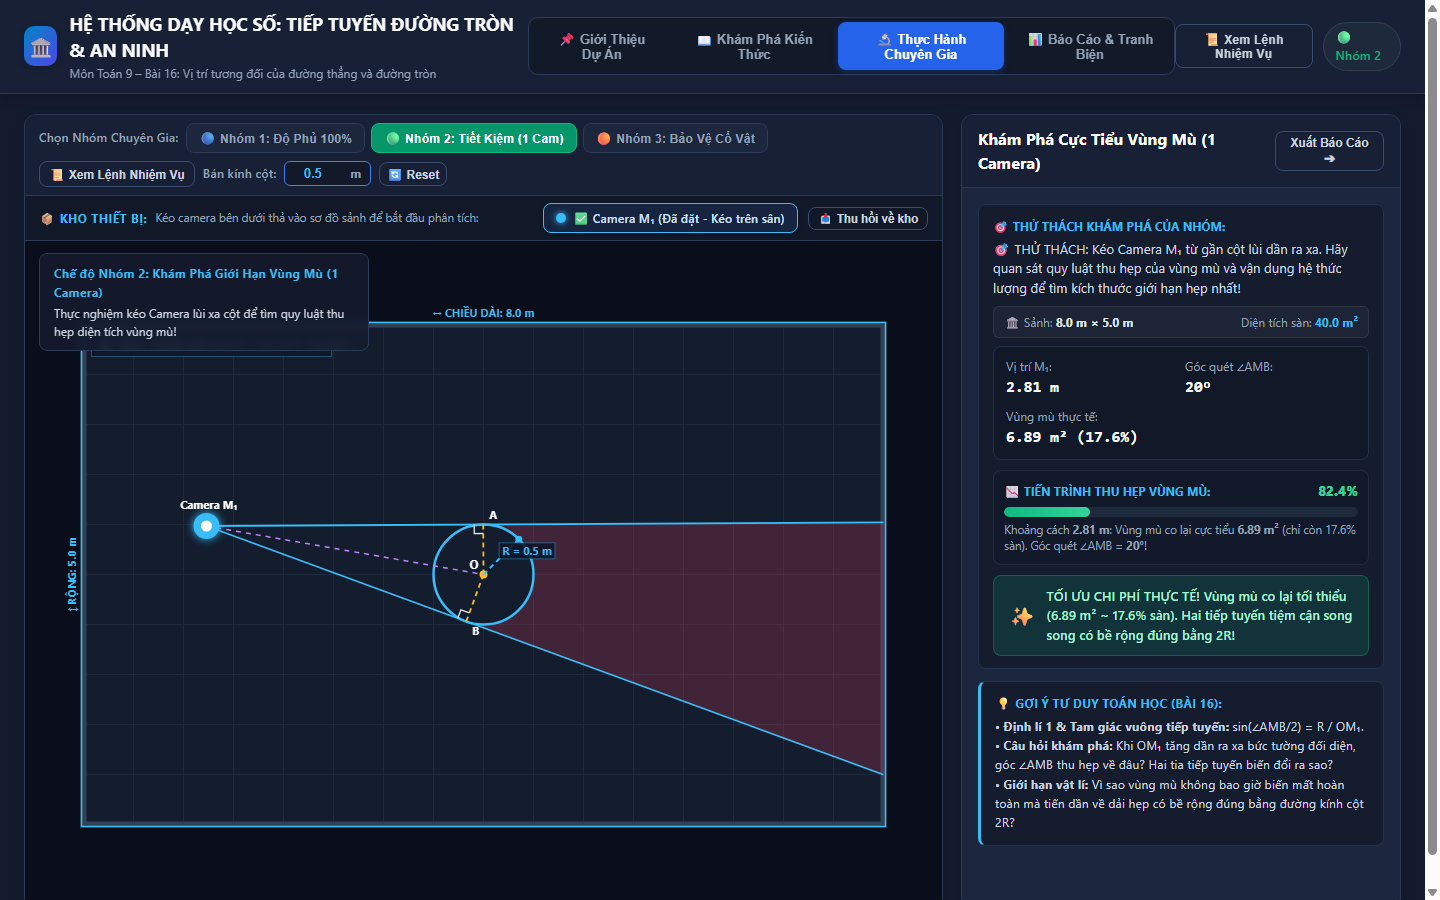 HỆ THỐNG DẠY HỌC SỐ: TIẾP TUYẾN ĐƯỜNG TRÒN
& AN NINH
Môn Toán 9 – Bài 16: Vị trí tương đối của đường thẳng và đường tròn
Giới Thiệu
Dự Án
Khám Phá Kiến
Thức
Thực Hành
Chuyên Gia
Báo Cáo & Tranh
Biện
Xem Lệnh
Nhiệm Vụ
Nhóm 2
Chọn Nhóm Chuyên Gia:
Nhóm 1: Độ Phủ 100%
Nhóm 2: Tiết Kiệm (1 Cam)
Nhóm 3: Bảo Vệ Cổ Vật
Xem Lệnh Nhiệm Vụ
Bán kính cột:
0.5 m
Reset
KHO THIẾT BỊ:
Kéo camera bên dưới thả vào sơ đồ sảnh để bắt đầu phân tích:
Camera M₁ (Đã đặt - Kéo trên sân)
Thu hồi về kho
Chế độ Nhóm 2: Khám Phá Giới Hạn Vùng Mù (1
Camera)
Thực nghiệm kéo Camera lùi xa cột để tìm quy luật thu
hẹp diện tích vùng mù!
↔ CHIỀU DÀI: 8.0 m
↕ RỘNG: 5.0 m
Camera M₁
A
R = 0.5 m
O
B
Khám Phá Cực Tiểu Vùng Mù (1
Camera)
Xuất Báo Cáo
➔
THỬ THÁCH KHÁM PHÁ CỦA NHÓM:
🎯 THỬ THÁCH: Kéo Camera M₁ từ gần cột lùi dần ra xa. Hãy
quan sát quy luật thu hẹp của vùng mù và vận dụng hệ thức
lượng để tìm kích thước giới hạn hẹp nhất!
Sảnh: 8.0 m × 5.0 m
Diện tích sàn: 40.0 m²
Vị trí M₁:
2.81 m
Góc quét ∠AMB:
20°
Vùng mù thực tế:
6.89 m² (17.6%)
TIẾN TRÌNH THU HẸP VÙNG MÙ:
82.4%
Khoảng cách 2.81 m: Vùng mù co lại cực tiểu 6.89 m² (chỉ còn 17.6%
sàn). Góc quét ∠AMB = 20°!
TỐI ƯU CHI PHÍ THỰC TẾ! Vùng mù co lại tối thiểu
(6.89 m² ~ 17.6% sàn). Hai tiếp tuyến tiệm cận song
song có bề rộng đúng bằng 2R!
GỢI Ý TƯ DUY TOÁN HỌC (BÀI 16):
• Định lí 1 & Tam giác vuông tiếp tuyến: sin(∠AMB/2) = R / OM₁.
• Câu hỏi khám phá: Khi OM₁ tăng dần ra xa bức tường đối diện,
góc ∠AMB thu hẹp về đâu? Hai tia tiếp tuyến biến đổi ra sao?
• Giới hạn vật lí: Vì sao vùng mù không bao giờ biến mất hoàn
toàn mà tiến dần về dải hẹp có bề rộng đúng bằng đường kính cột
2R?